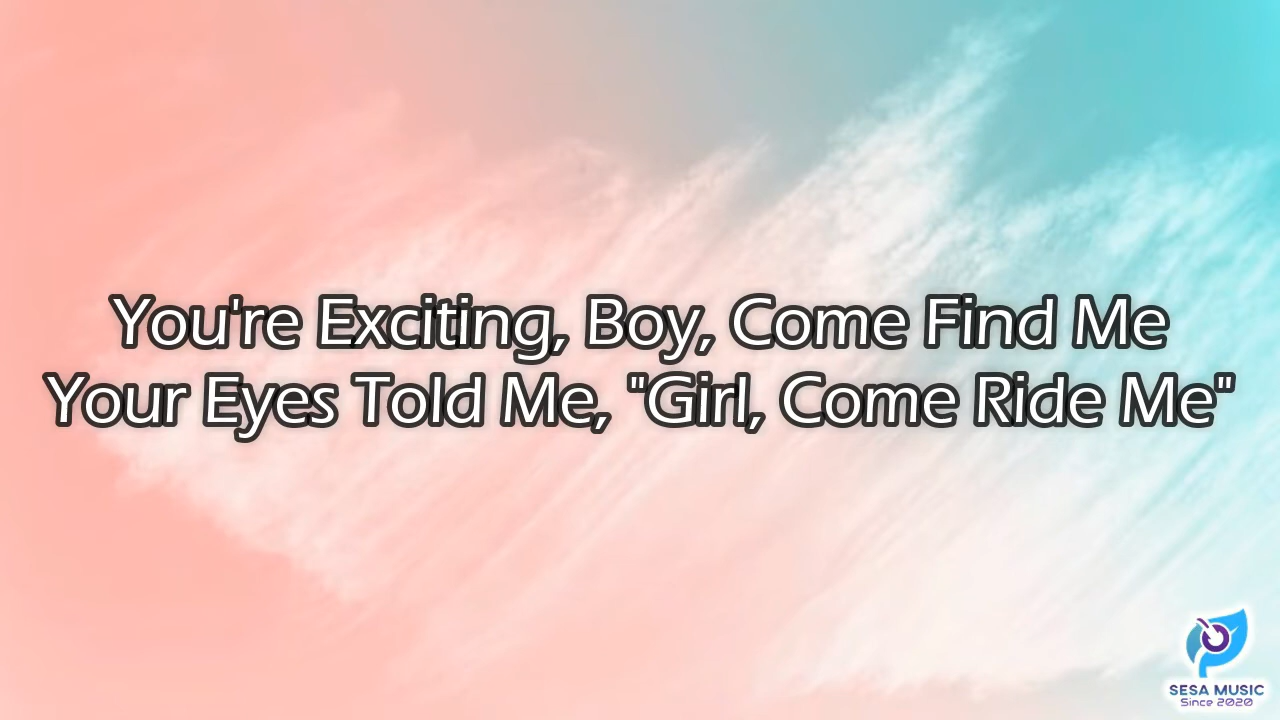 You're Exciting, Boy, Come Find Me
Your Eyes Told Me, "Girl, Come Ride Me"
SESA MUSIC
Since 2020